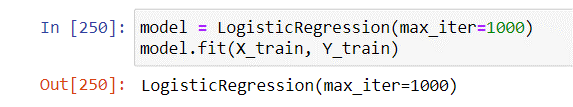 In [250]: model = LogisticRegression(max_iter=1000)
model.fit(X_train, Y_train)
Out[250]: LogisticRegression(max_iter=1000)